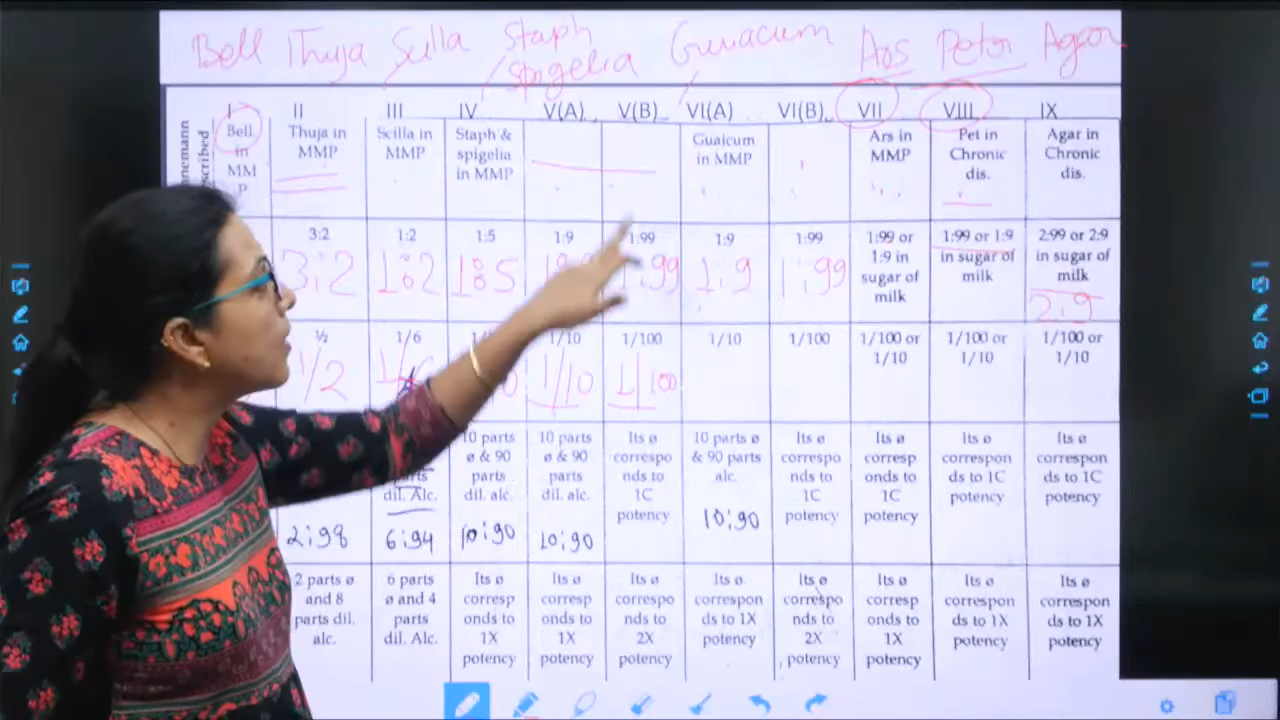 Bell Thuja Scilla Staph Guiacum Ars Petor Agar
spigelia
I II III IV V(A) V(B) VI(A) VI(B) VII VIII IX
nnemann
scribed
Bell in MM P
Thuja in MMP
Scilla in MMP
Staph & spigelia in MMP
Guaicum in MMP
Ars in MMP
Pet in Chronic dis.
Agar in Chronic dis.
3:2 1:2 1:5 1:9 1:99 1:9 1:99 1:99 or 1:9 in sugar of milk 1:99 or 1:9 in sugar of milk 2:99 or 2:9 in sugar of milk
3:2 1:2 1:5 1:99 1:9 1:99 2:9
½ 1/6 1/10 1/100 1/10 1/100 1/100 or 1/10 1/100 or 1/10 1/100 or 1/10
1/2 1/6 1/10 1/100
parts dil. Alc.
10 parts ø & 90 parts dil. alc.
10 parts ø & 90 parts dil. alc.
Its ø correspo nds to 1C potency
10 parts ø & 90 parts alc.
Its ø correspo nds to 1C potency
Its ø corresp onds to 1C potency
Its ø correspon ds to 1C potency
Its ø correspon ds to 1C potency
2:98 6:94 10:90 10:90 10:90
2 parts ø and 8 parts dil. alc.
6 parts ø and 4 parts dil. Alc.
Its ø corresp onds to 1X potency
Its ø corresp onds to 1X potency
Its ø correspo nds to 2X potency
Its ø correspon ds to 1X potency
Its ø correspo nds to 2X potency
Its ø corresp onds to 1X potency
Its ø correspon ds to 1X potency
Its ø correspon ds to 1X potency